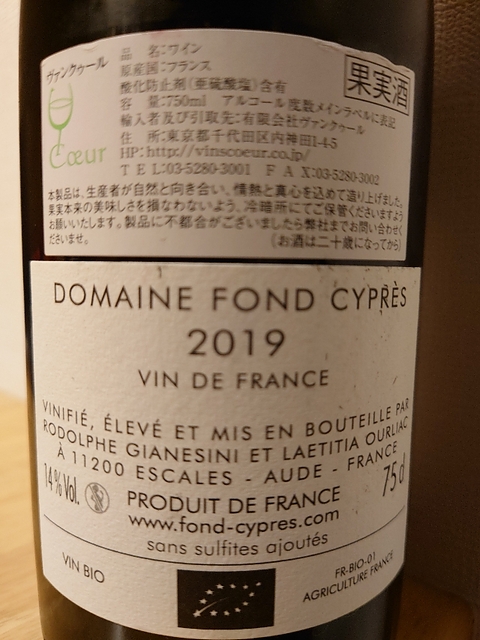 ヴァンクゥール
Cœur
品 名:ワイン
原産国:フランス
酸化防止剤(亜硫酸塩)含有
容 量:750ml アルコール度数メインラベルに表記
輸入者及び引取先:有限会社ヴァンクゥール
住 所:東京都千代田区内神田1-4-5
HP:http://vinscoeur.co.jp/
TEL:03-5280-3001 FAX:03-5280-3002
果実酒
本製品は、生産者が自然と向き合い、情熱と真心を込めて造り上げました。
果実本来の美味しさを損なわないよう、冷暗所にてご保管くださいますよう
お願いいたします。製品に不都合がございましたら弊社までお問い合わせく
ださいませ。 (お酒は二十歳になってから)
DOMAINE FOND CYPRÈS
2019
VIN DE FRANCE
VINIFIÉ, ÉLEVÉ ET MIS EN BOUTEILLE PAR
RODOLPHE GIANESINI ET LAETITIA OURLIAC
À 11200 ESCALES - AUDE - FRANCE
14%Vol.
PRODUIT DE FRANCE
75cl
www.fond-cypres.com
sans sulfites ajoutés
VIN BIO
FR-BIO-01
AGRICULTURE FRANCE